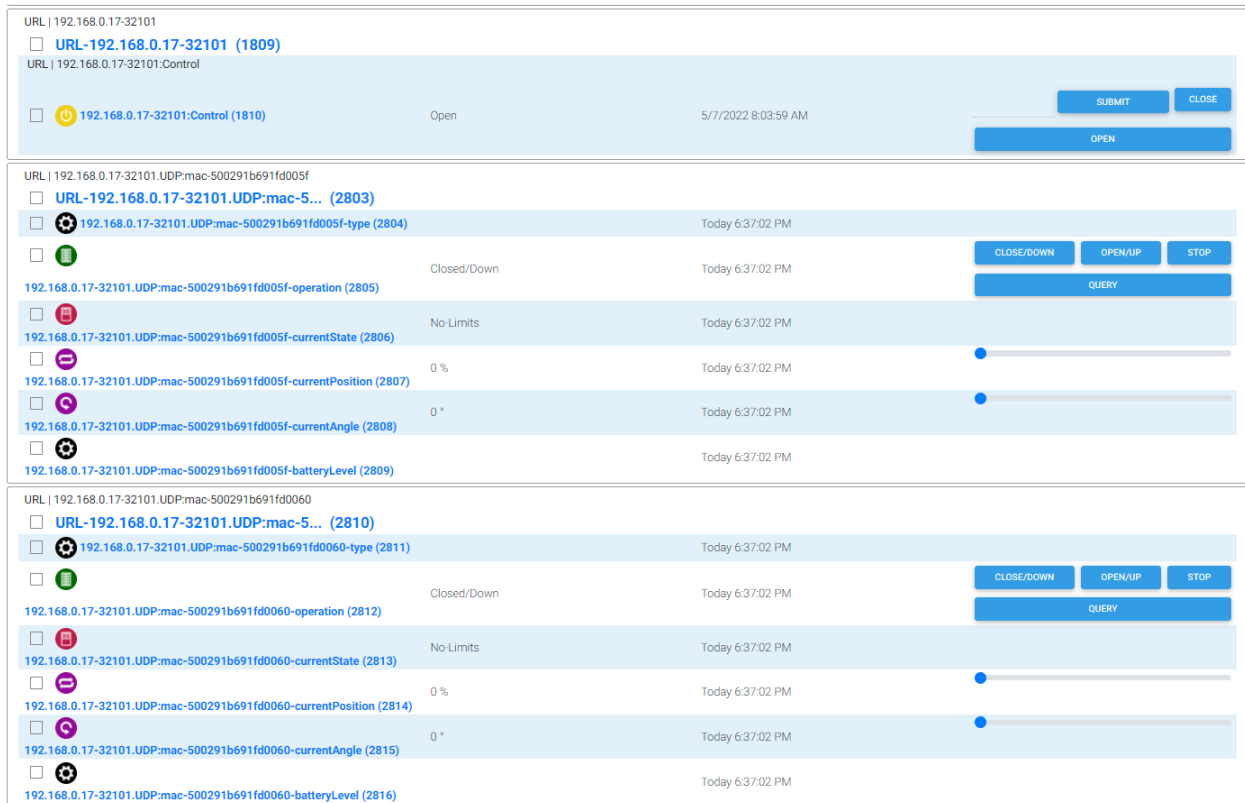 URL | 192.168.0.17-32101
URL-192.168.0.17-32101 (1809)
URL | 192.168.0.17-32101:Control
192.168.0.17-32101:Control (1810) Open 5/7/2022 8:03:59 AM SUBMIT CLOSE
OPEN
URL | 192.168.0.17-32101.UDP:mac-500291b691fd005f
URL-192.168.0.17-32101.UDP:mac-5... (2803)
192.168.0.17-32101.UDP:mac-500291b691fd005f-type (2804) Today 6:37:02 PM
CLOSE/DOWN OPEN/UP STOP
Closed/Down Today 6:37:02 PM
192.168.0.17-32101.UDP:mac-500291b691fd005f-operation (2805) QUERY
No-Limits Today 6:37:02 PM
192.168.0.17-32101.UDP:mac-500291b691fd005f-currentState (2806)
0 % Today 6:37:02 PM
192.168.0.17-32101.UDP:mac-500291b691fd005f-currentPosition (2807)
0 ° Today 6:37:02 PM
192.168.0.17-32101.UDP:mac-500291b691fd005f-currentAngle (2808)
Today 6:37:02 PM
192.168.0.17-32101.UDP:mac-500291b691fd005f-batteryLevel (2809)
URL | 192.168.0.17-32101.UDP:mac-500291b691fd0060
URL-192.168.0.17-32101.UDP:mac-5... (2810)
192.168.0.17-32101.UDP:mac-500291b691fd0060-type (2811) Today 6:37:02 PM
CLOSE/DOWN OPEN/UP STOP
Closed/Down Today 6:37:02 PM
192.168.0.17-32101.UDP:mac-500291b691fd0060-operation (2812) QUERY
No-Limits Today 6:37:02 PM
192.168.0.17-32101.UDP:mac-500291b691fd0060-currentState (2813)
0 % Today 6:37:02 PM
192.168.0.17-32101.UDP:mac-500291b691fd0060-currentPosition (2814)
0 ° Today 6:37:02 PM
192.168.0.17-32101.UDP:mac-500291b691fd0060-currentAngle (2815)
Today 6:37:02 PM
192.168.0.17-32101.UDP:mac-500291b691fd0060-batteryLevel (2816)